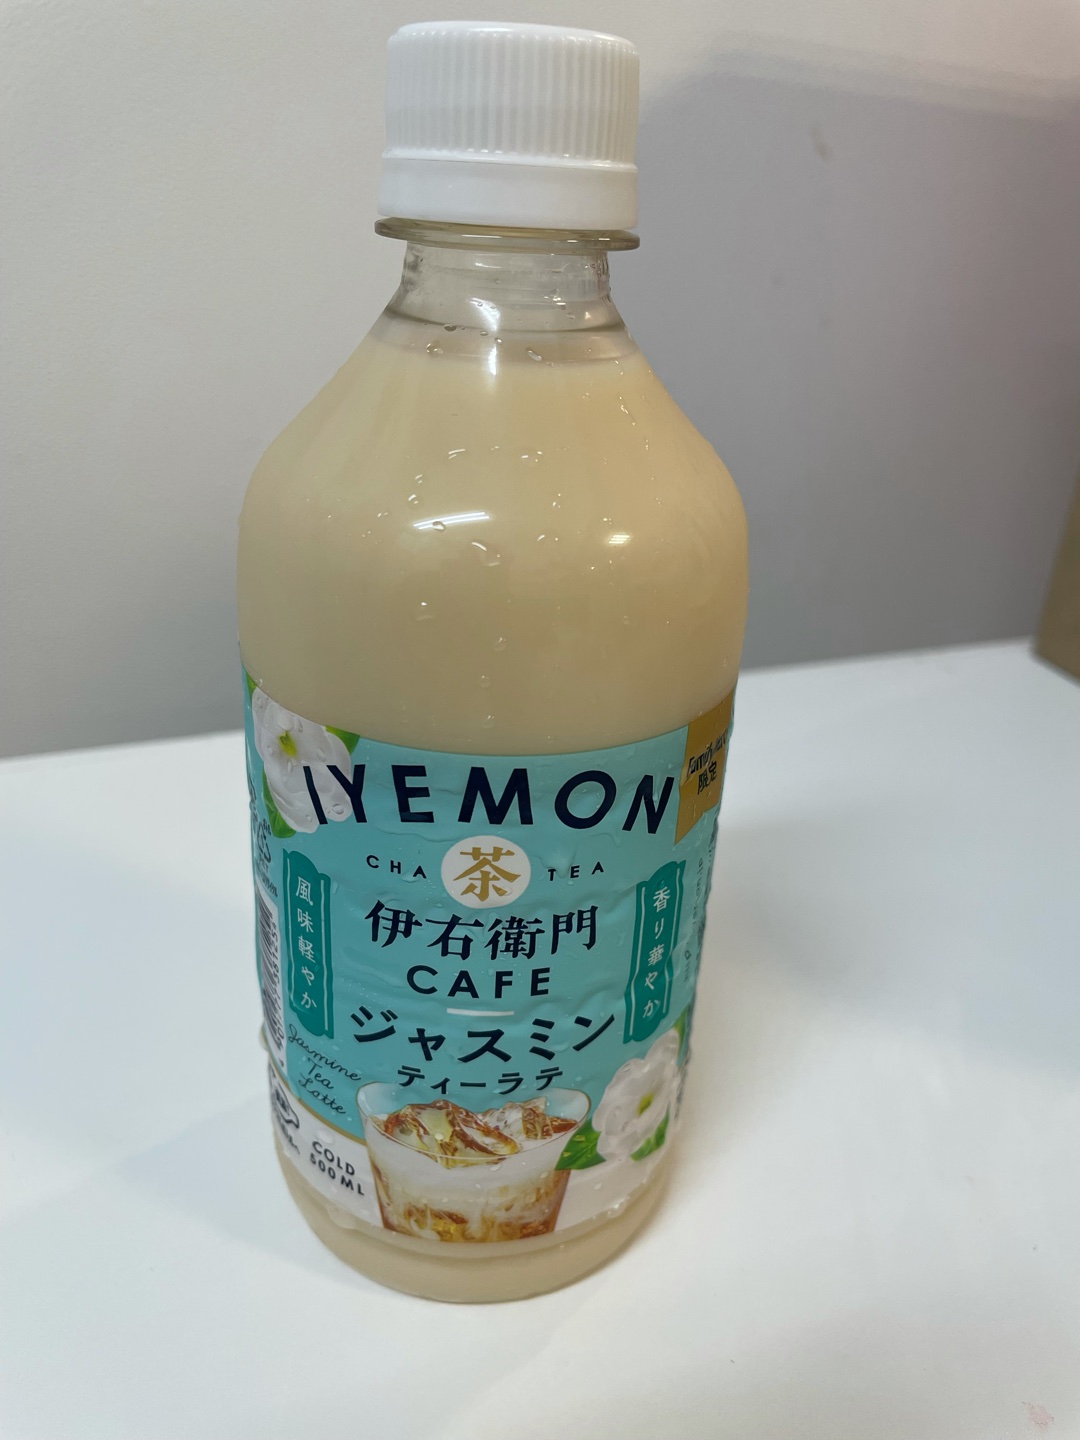 IYEMON
FamilyMart
限定
CHA 茶 TEA
風味軽やか
伊右衛門
CAFE
香り華やか
ジャスミン
ティーラテ
Jasmine
Tea
Latte
COLD
500ML